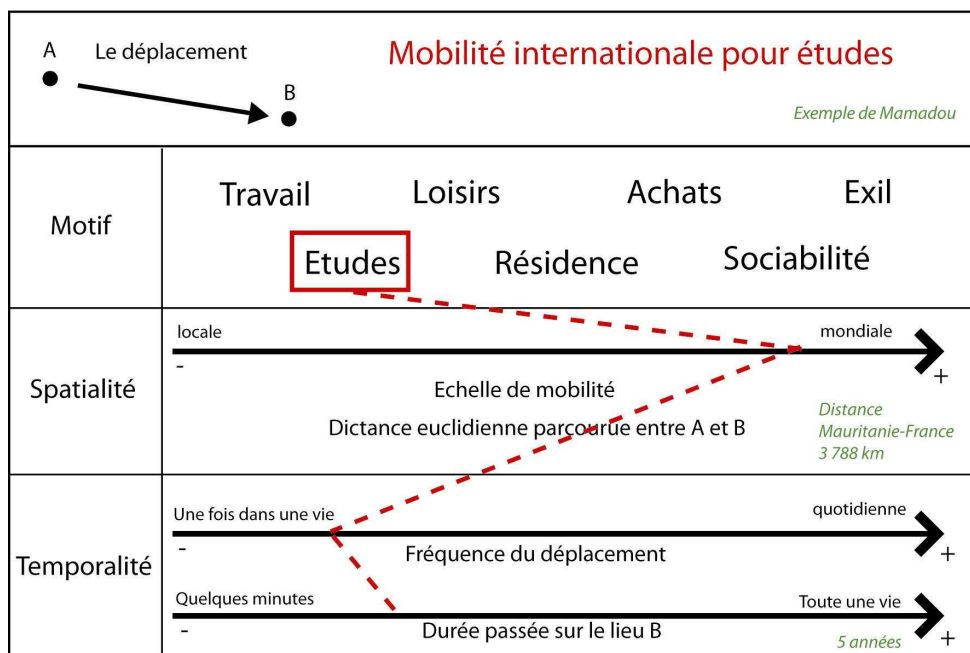 A
Le déplacement
B
Mobilité internationale pour études
Exemple de Mamadou
Motif
Travail
Loisirs
Achats
Exil
Etudes
Résidence
Sociabilité
Spatialité
locale
mondiale
-
+
Echelle de mobilité
Dictance euclidienne parcourue entre A et B
Distance
Mauritanie-France
3 788 km
Temporalité
Une fois dans une vie
quotidienne
-
Fréquence du déplacement
+
Quelques minutes
Toute une vie
-
Durée passée sur le lieu B
5 années
+